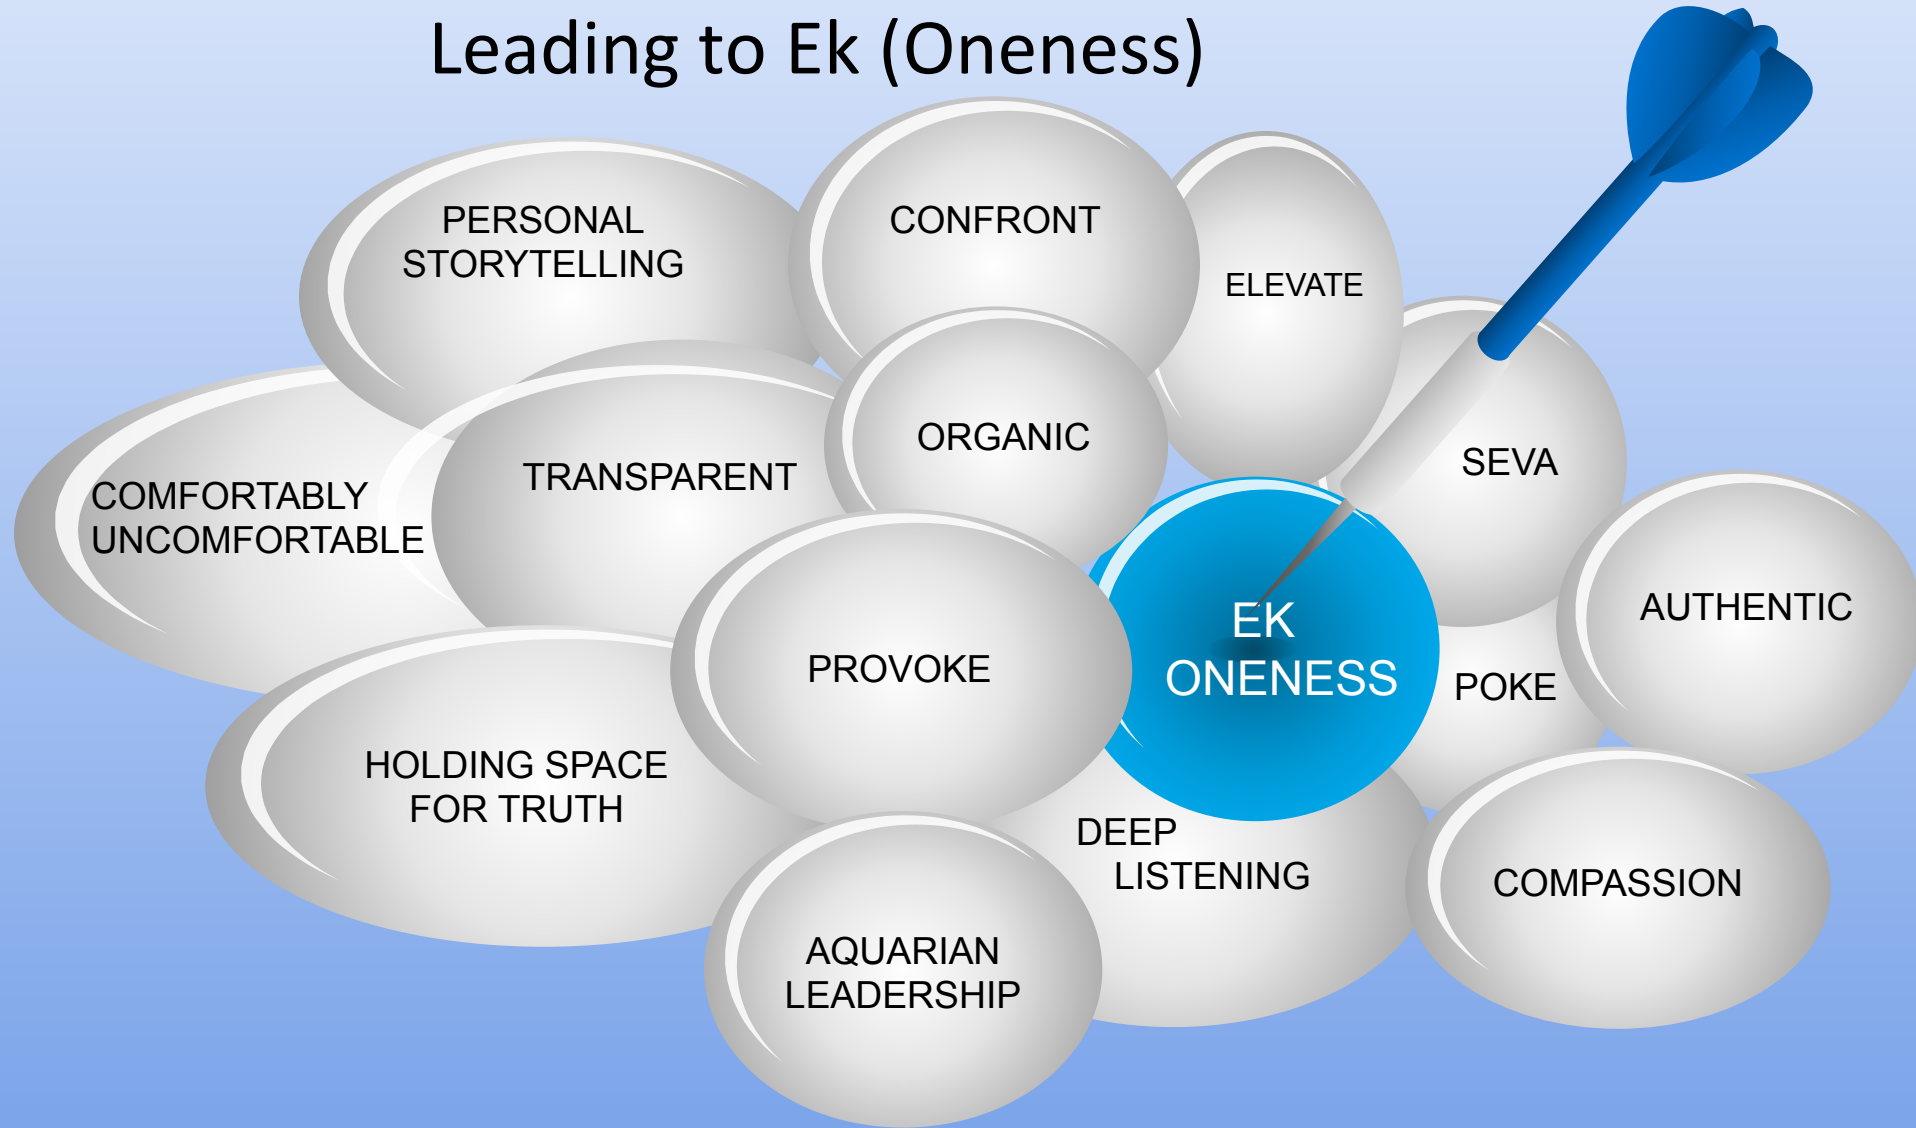 Leading to Ek (Oneness)
PERSONAL
STORYTELLING
CONFRONT
ELEVATE
COMFORTABLY
UNCOMFORTABLE
TRANSPARENT
ORGANIC
SEVA
AUTHENTIC
HOLDING SPACE
FOR TRUTH
PROVOKE
EK
ONENESS
POKE
DEEP
LISTENING
COMPASSION
AQUARIAN
LEADERSHIP